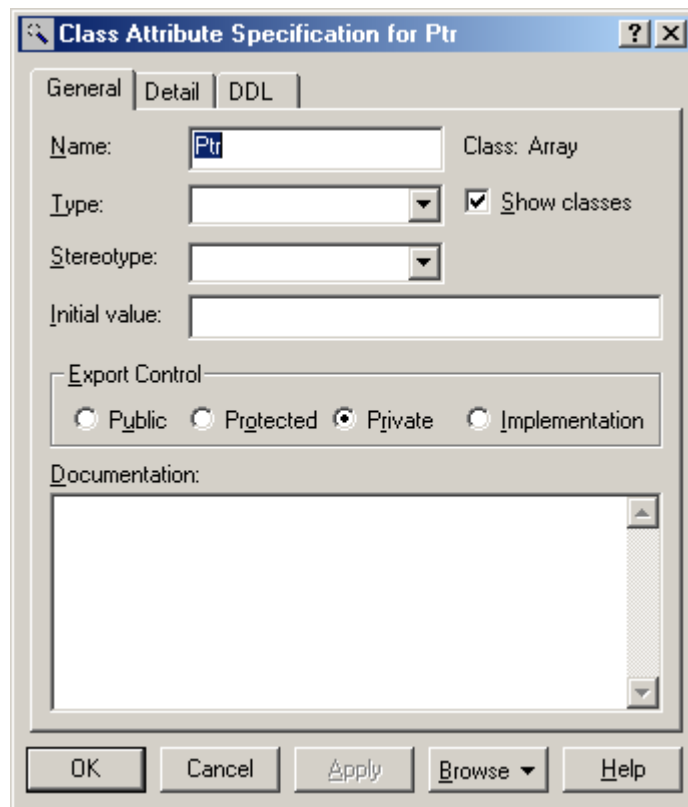 Class Attribute Specification for Ptr
General Detail DDL
Name: Ptr Class: Array
Type: Show classes
Stereotype:
Initial value:
Export Control
Public Protected Private Implementation
Documentation:
OK Cancel Apply Browse Help